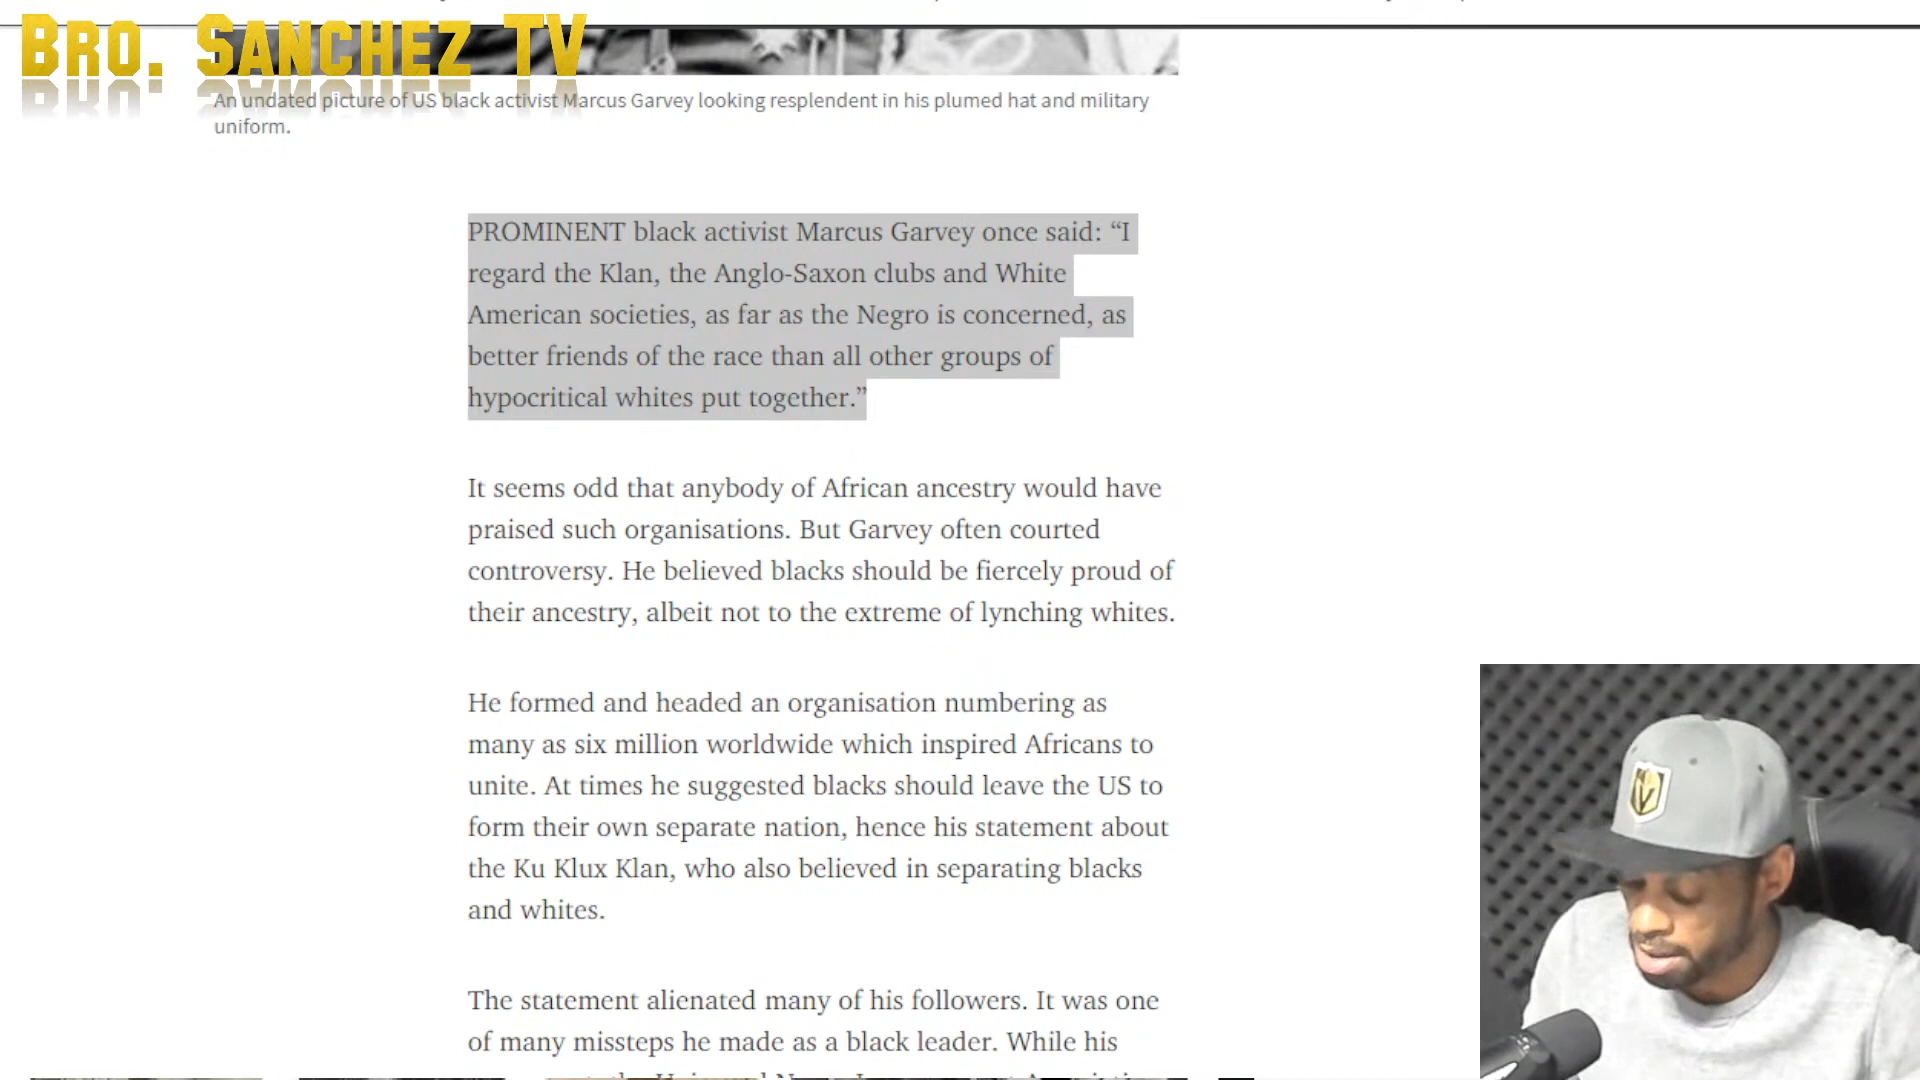 BRO. SANCHEZ TV
An undated picture of US black activist Marcus Garvey looking resplendent in his plumed hat and military
uniform.
PROMINENT black activist Marcus Garvey once said: “I
regard the Klan, the Anglo-Saxon clubs and White
American societies, as far as the Negro is concerned, as
better friends of the race than all other groups of
hypocritical whites put together.”
It seems odd that anybody of African ancestry would have
praised such organisations. But Garvey often courted
controversy. He believed blacks should be fiercely proud of
their ancestry, albeit not to the extreme of lynching whites.
He formed and headed an organisation numbering as
many as six million worldwide which inspired Africans to
unite. At times he suggested blacks should leave the US to
form their own separate nation, hence his statement about
the Ku Klux Klan, who also believed in separating blacks
and whites.
The statement alienated many of his followers. It was one
of many missteps he made as a black leader. While his